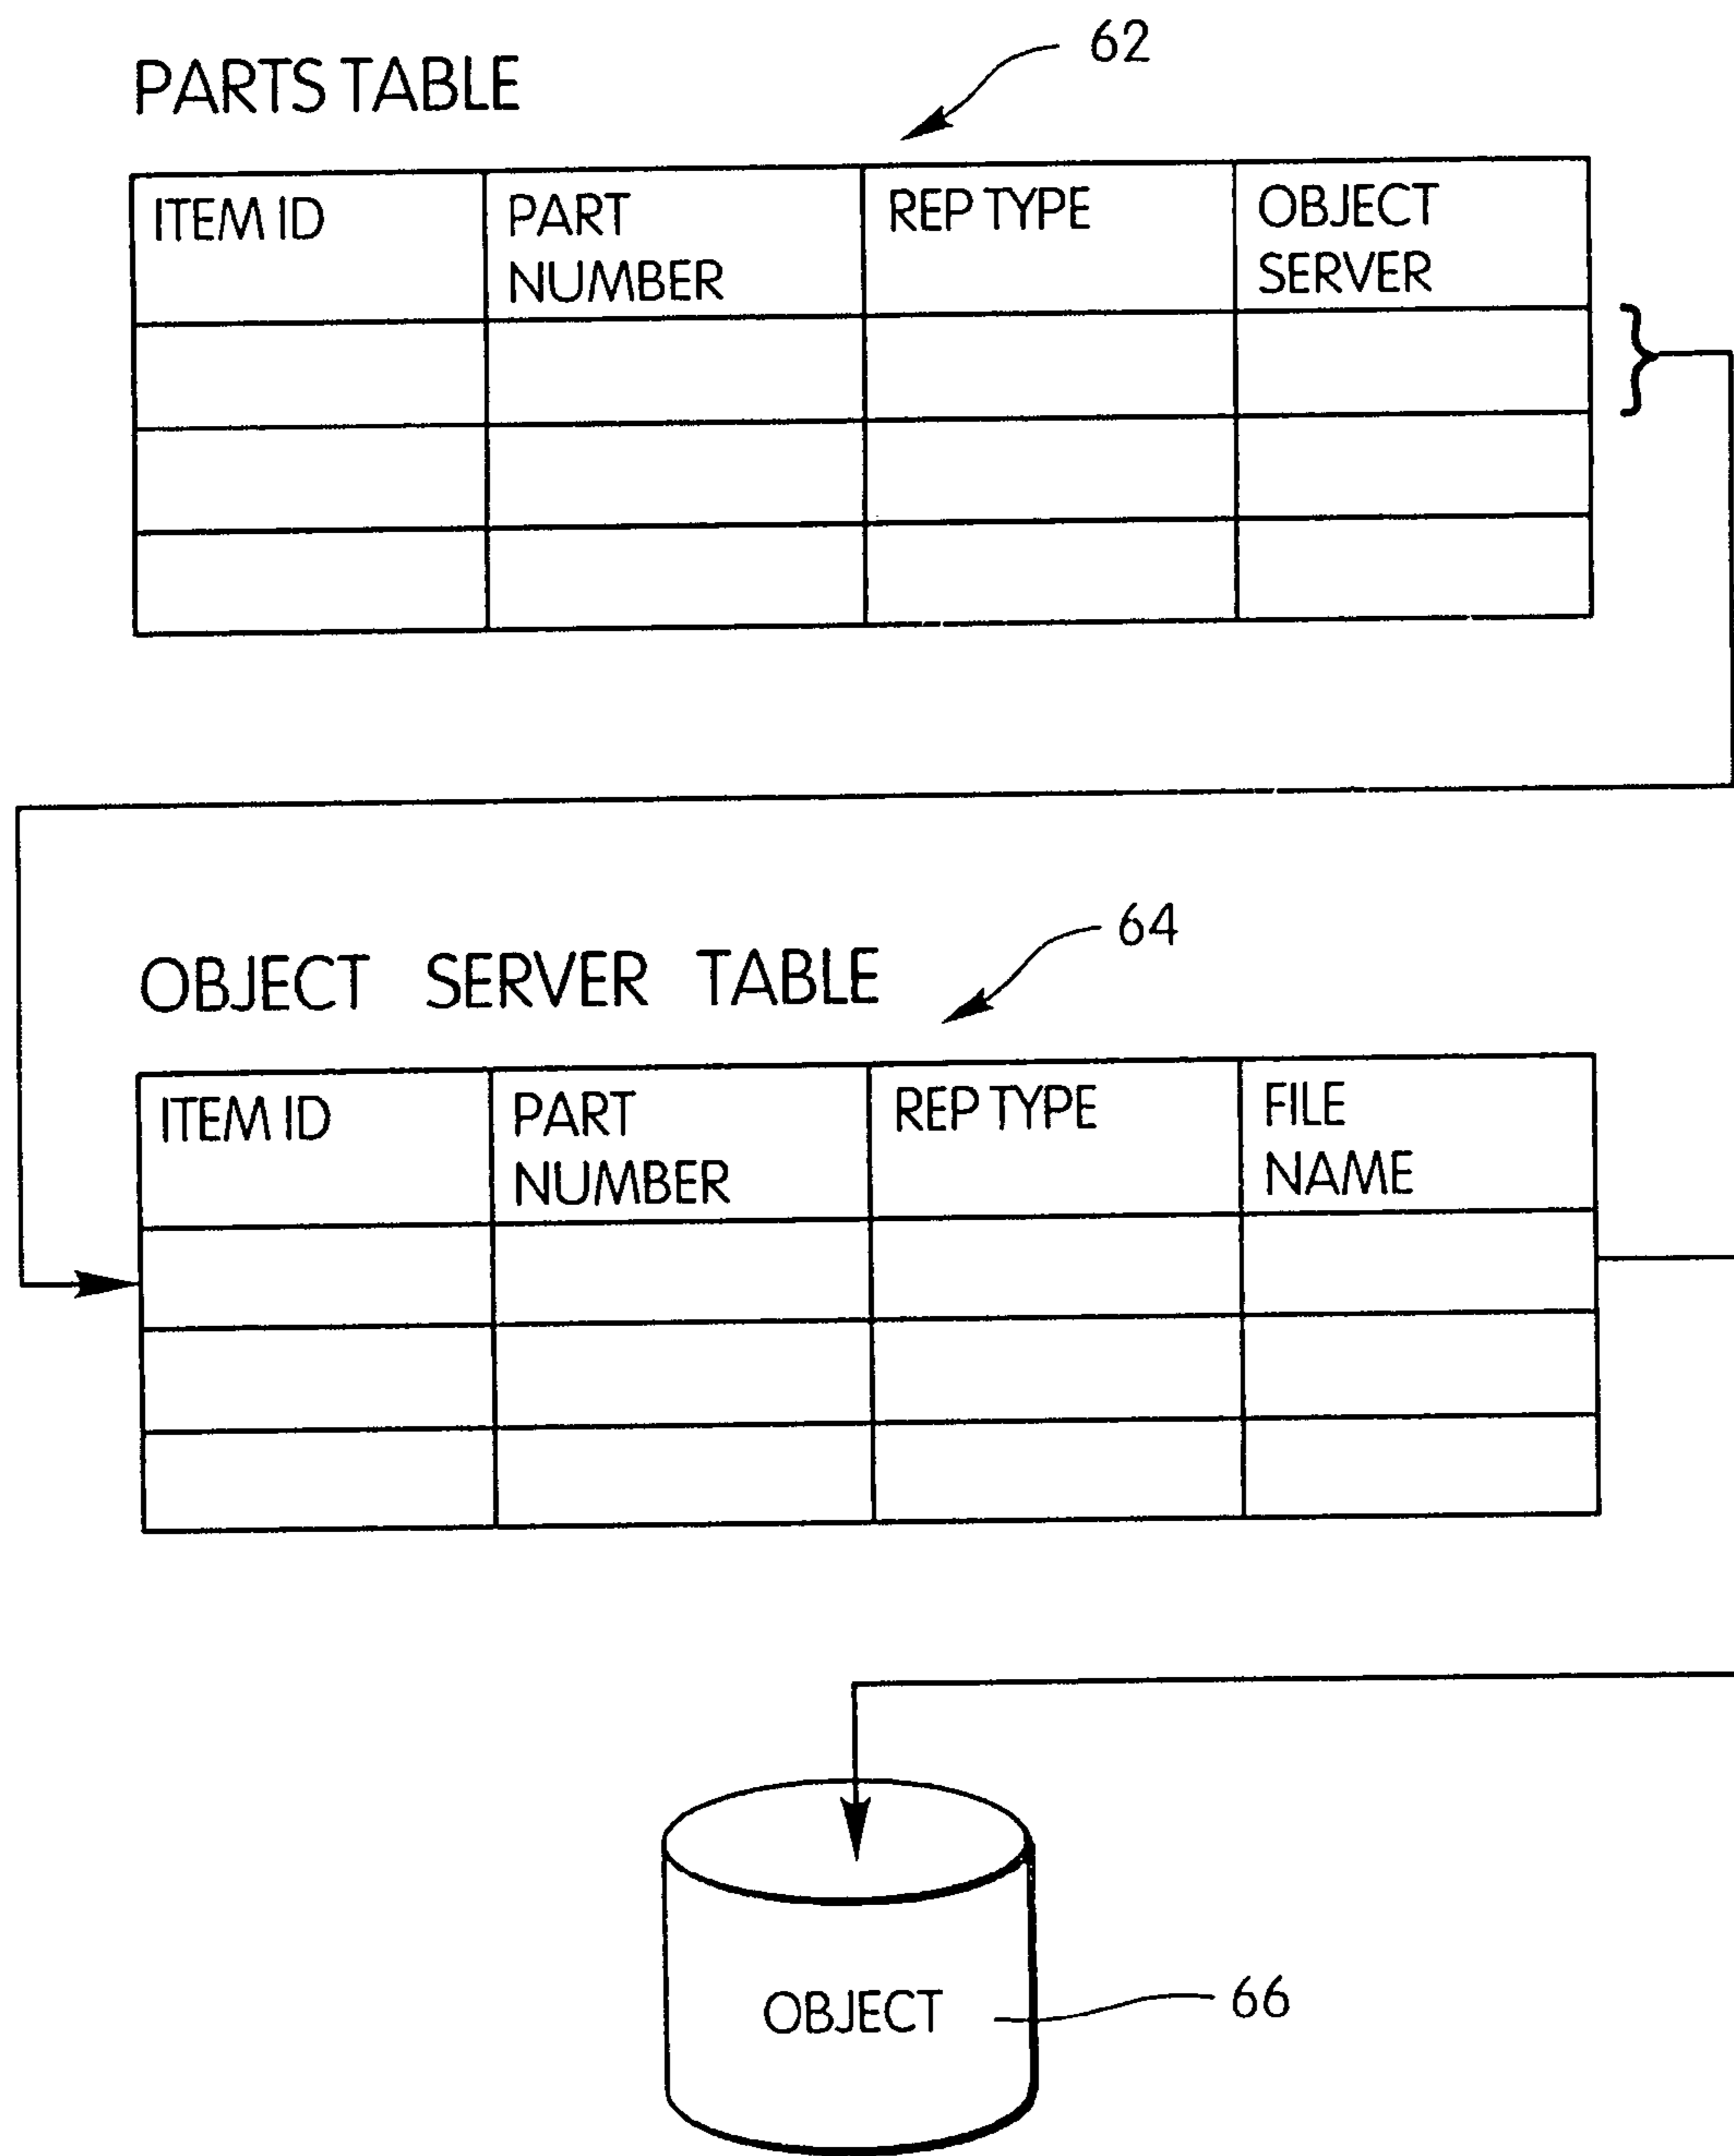 62
PARTS TABLE
ITEM ID
PART
NUMBER
REP TYPE
OBJECT
SERVER
64
OBJECT SERVER TABLE
ITEM ID
PART
NUMBER
REP TYPE
FILE
NAME
OBJECT
66